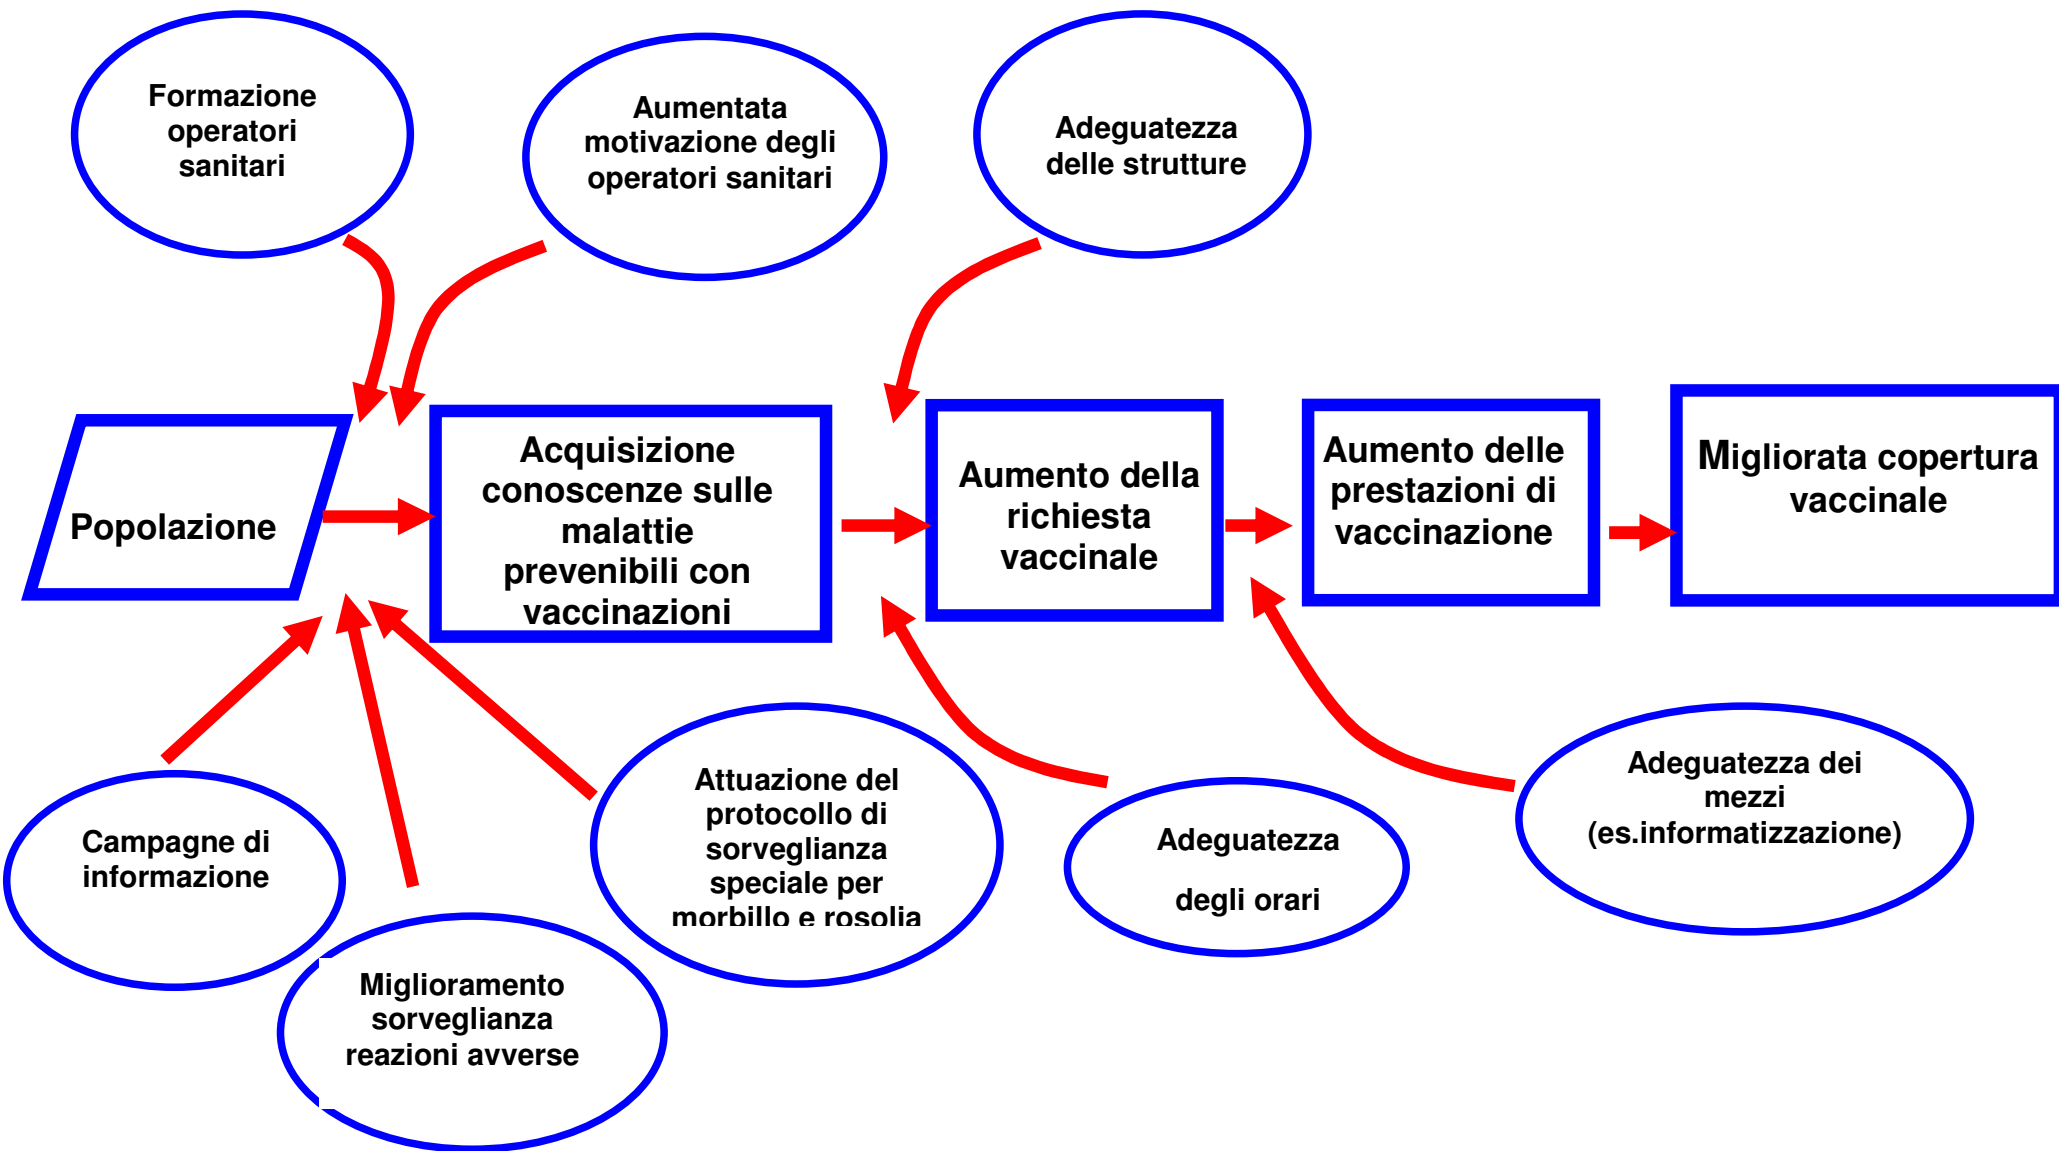 Formazione
operatori
sanitari
Aumentata
motivazione degli
operatori sanitari
Adeguatezza
delle strutture
Popolazione
Acquisizione
conoscenze sulle
malattie
prevenibili con
vaccinazioni
Aumento della
richiesta
vaccinale
Aumento delle
prestazioni di
vaccinazione
Migliorata copertura
vaccinale
Campagne di
informazione
Miglioramento
sorveglianza
reazioni avverse
Attuazione del
protocollo di
sorveglianza
speciale per
morbillo e rosolia
Adeguatezza
degli orari
Adeguatezza dei
mezzi
(es.informatizzazione)